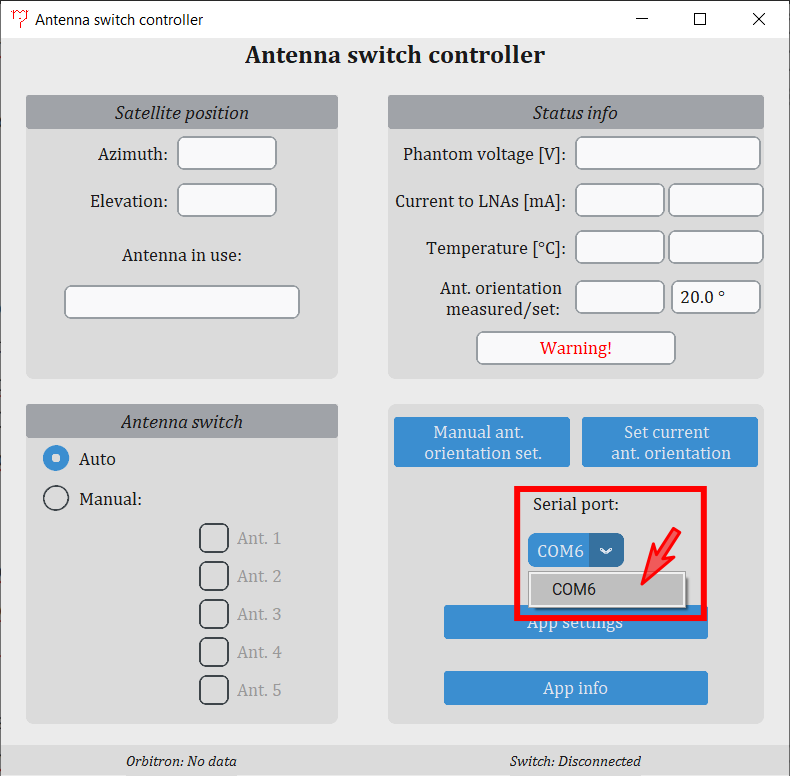 Antenna switch controller
Antenna switch controller
Satellite position
Azimuth:
Elevation:
Antenna in use:
Status info
Phantom voltage [V]:
Current to LNAs [mA]:
Temperature [°C]:
Ant. orientation
measured/set:
20.0 °
Warning!
Antenna switch
Auto
Manual:
Ant. 1
Ant. 2
Ant. 3
Ant. 4
Ant. 5
Manual ant.
orientation set.
Set current
ant. orientation
Serial port:
COM6
COM6
App settings
App info
Orbitron: No data
Switch: Disconnected